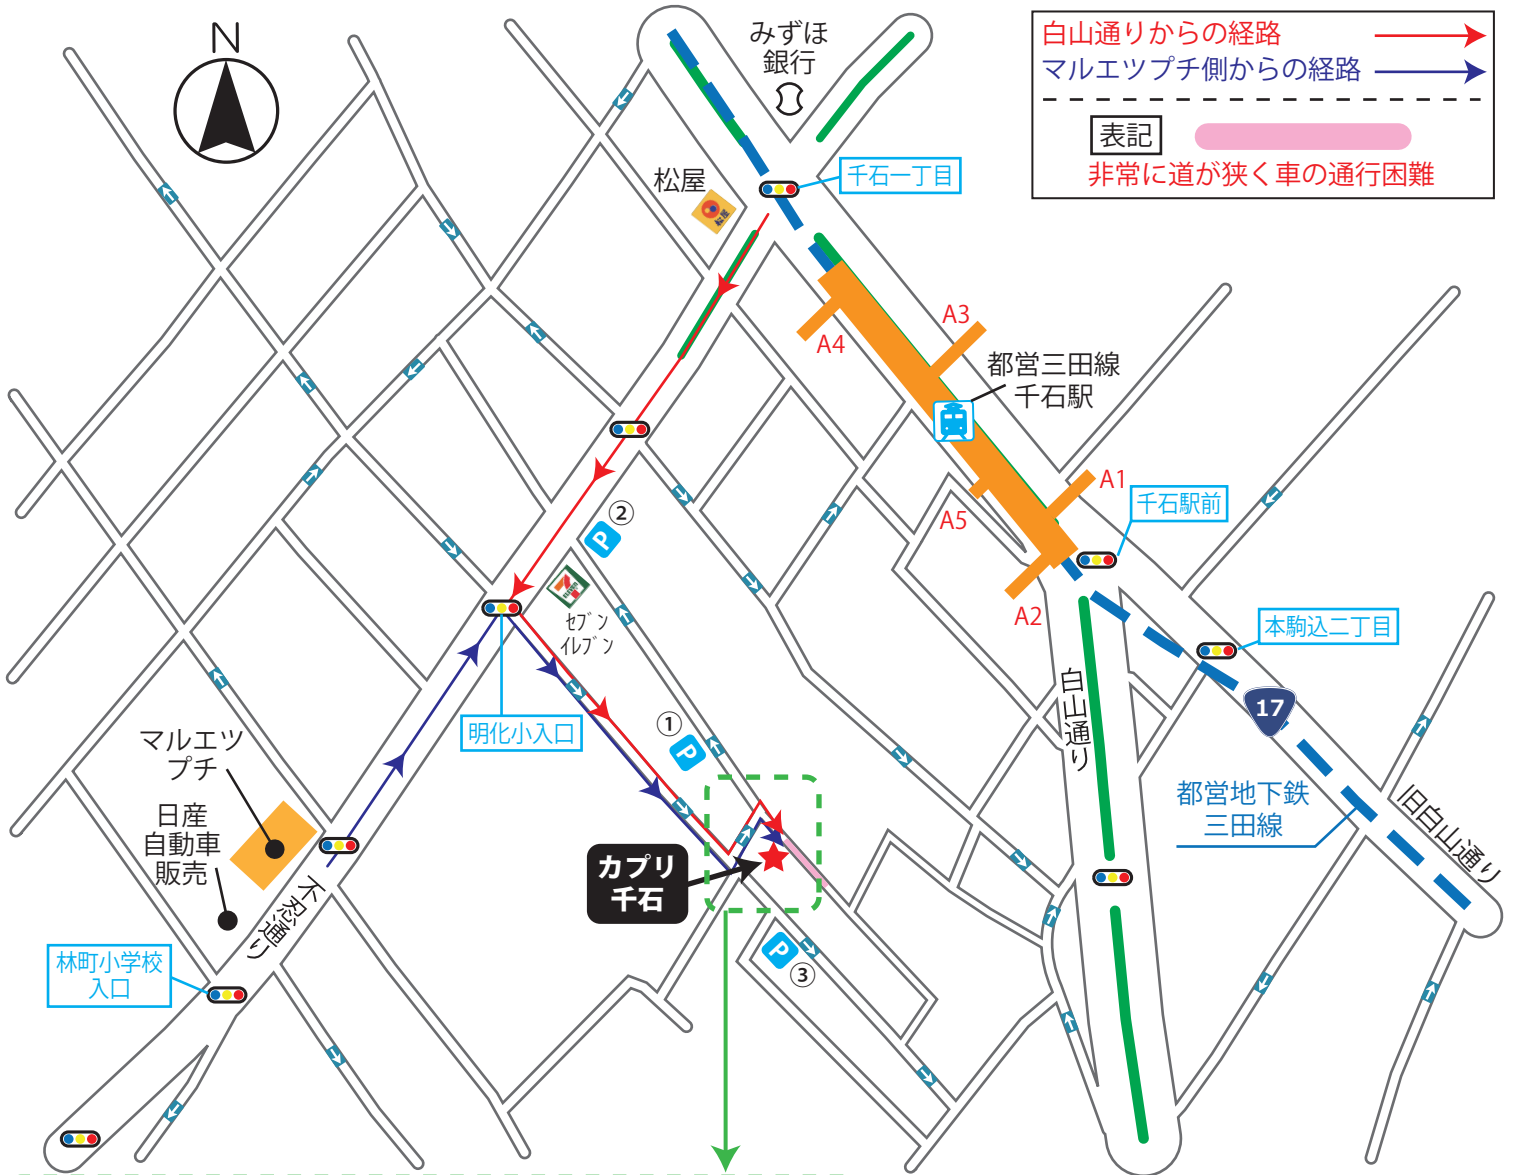 N
みずほ
銀行
白山通りからの経路
マルエツプチ側からの経路
表記
非常に道が狭く車の通行困難
松屋
松屋
千石一丁目
A3
A4
都営三田線
千石駅
A1
A5
千石駅前
A2
②
P
セブン
イレブン
本駒込二丁目
白山通り
17
①
P
明化小入口
マルエツ
プチ
日産
自動車
販売
都営地下鉄
三田線
旧白山通り
カプリ
千石
不忍通り
P
③
林町小学校
入口